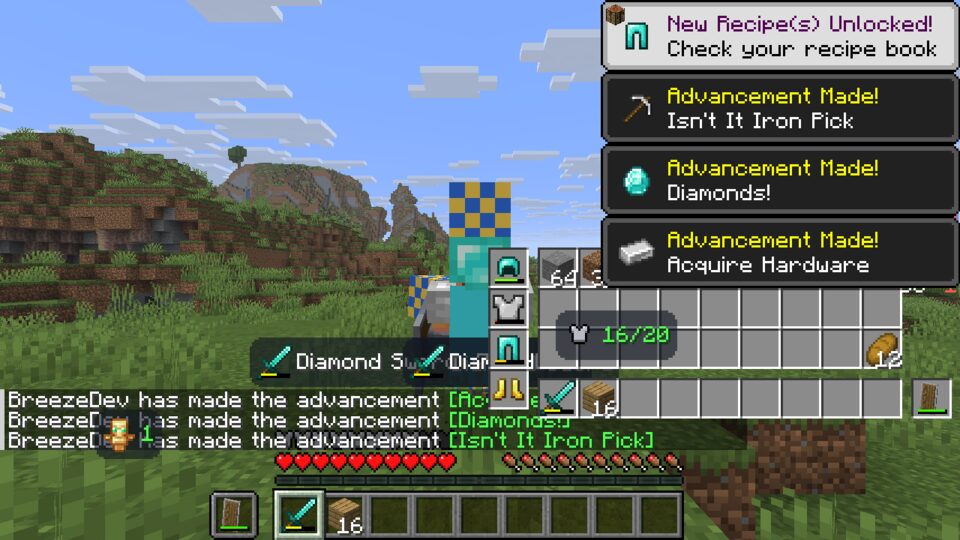 New Recipe(s) Unlocked!
Check your recipe book
Advancement Made!
Isn't It Iron Pick
Advancement Made!
Diamonds!
Advancement Made!
Acquire Hardware
64
16/20
12
Diamond
16
BreezeDev has made the advancement
BreezeDev has made the advancement [Diamonds!]
BreezeDev has made the advancement [Isn't It Iron Pick]
1
16